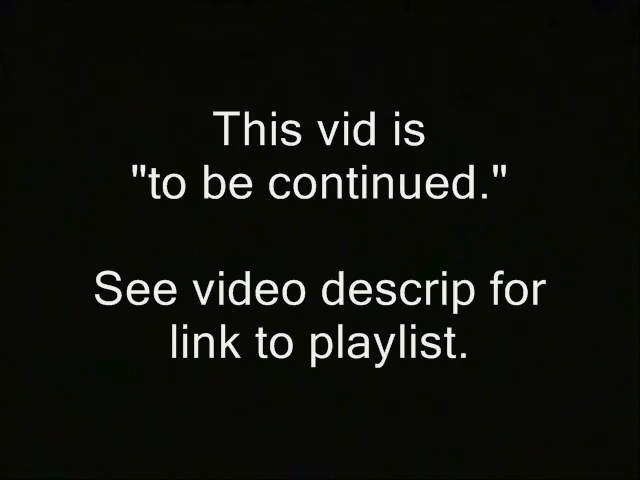 This vid is
"to be continued."
See video descrip for
link to playlist.